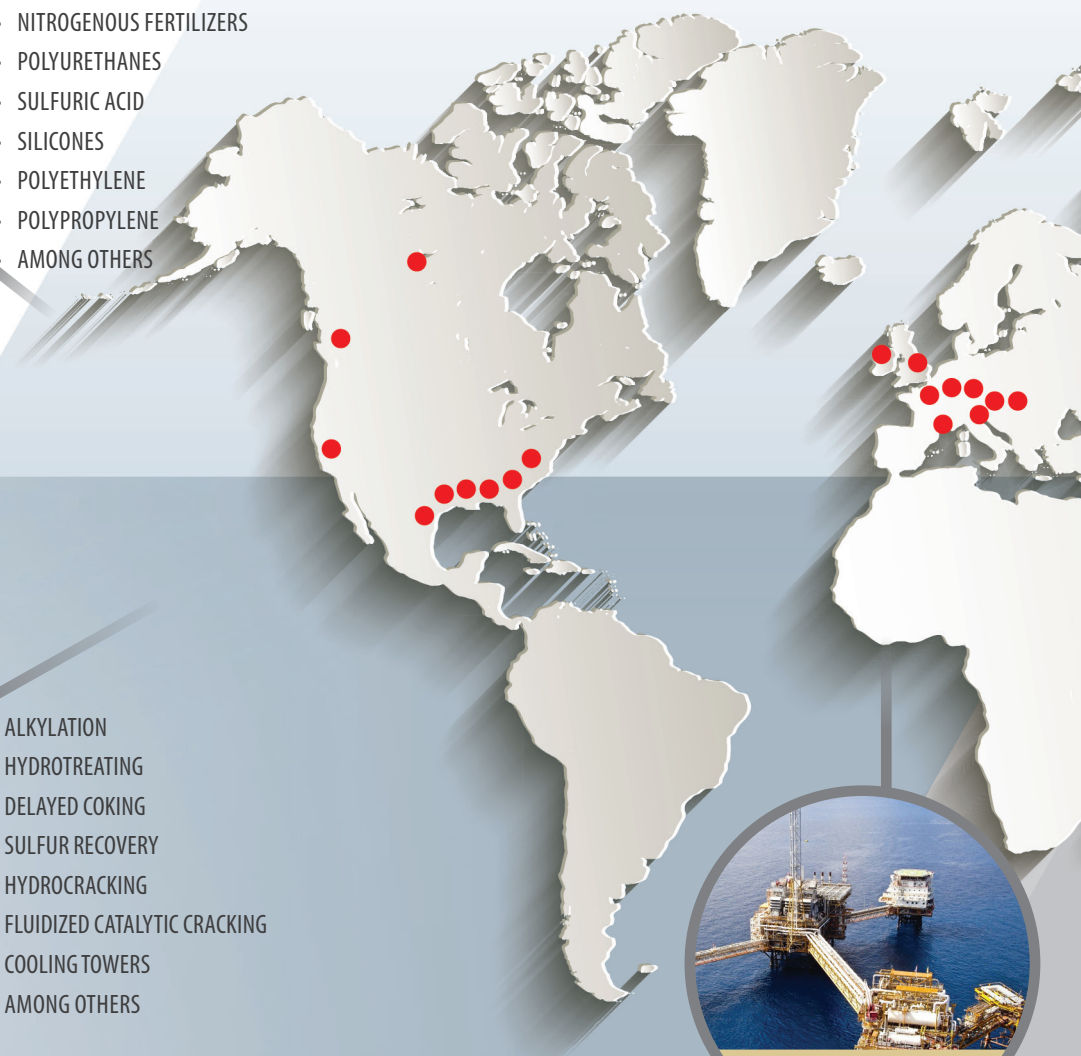 NITROGENOUS FERTILIZERS
POLYURETHANES
SULFURIC ACID
SILICONES
POLYETHYLENE
POLYPROPYLENE
AMONG OTHERS
ALKYLATION
HYDROTREATING
DELAYED COKING
SULFUR RECOVERY
HYDROCRACKING
FLUIDIZED CATALYTIC CRACKING
COOLING TOWERS
AMONG OTHERS